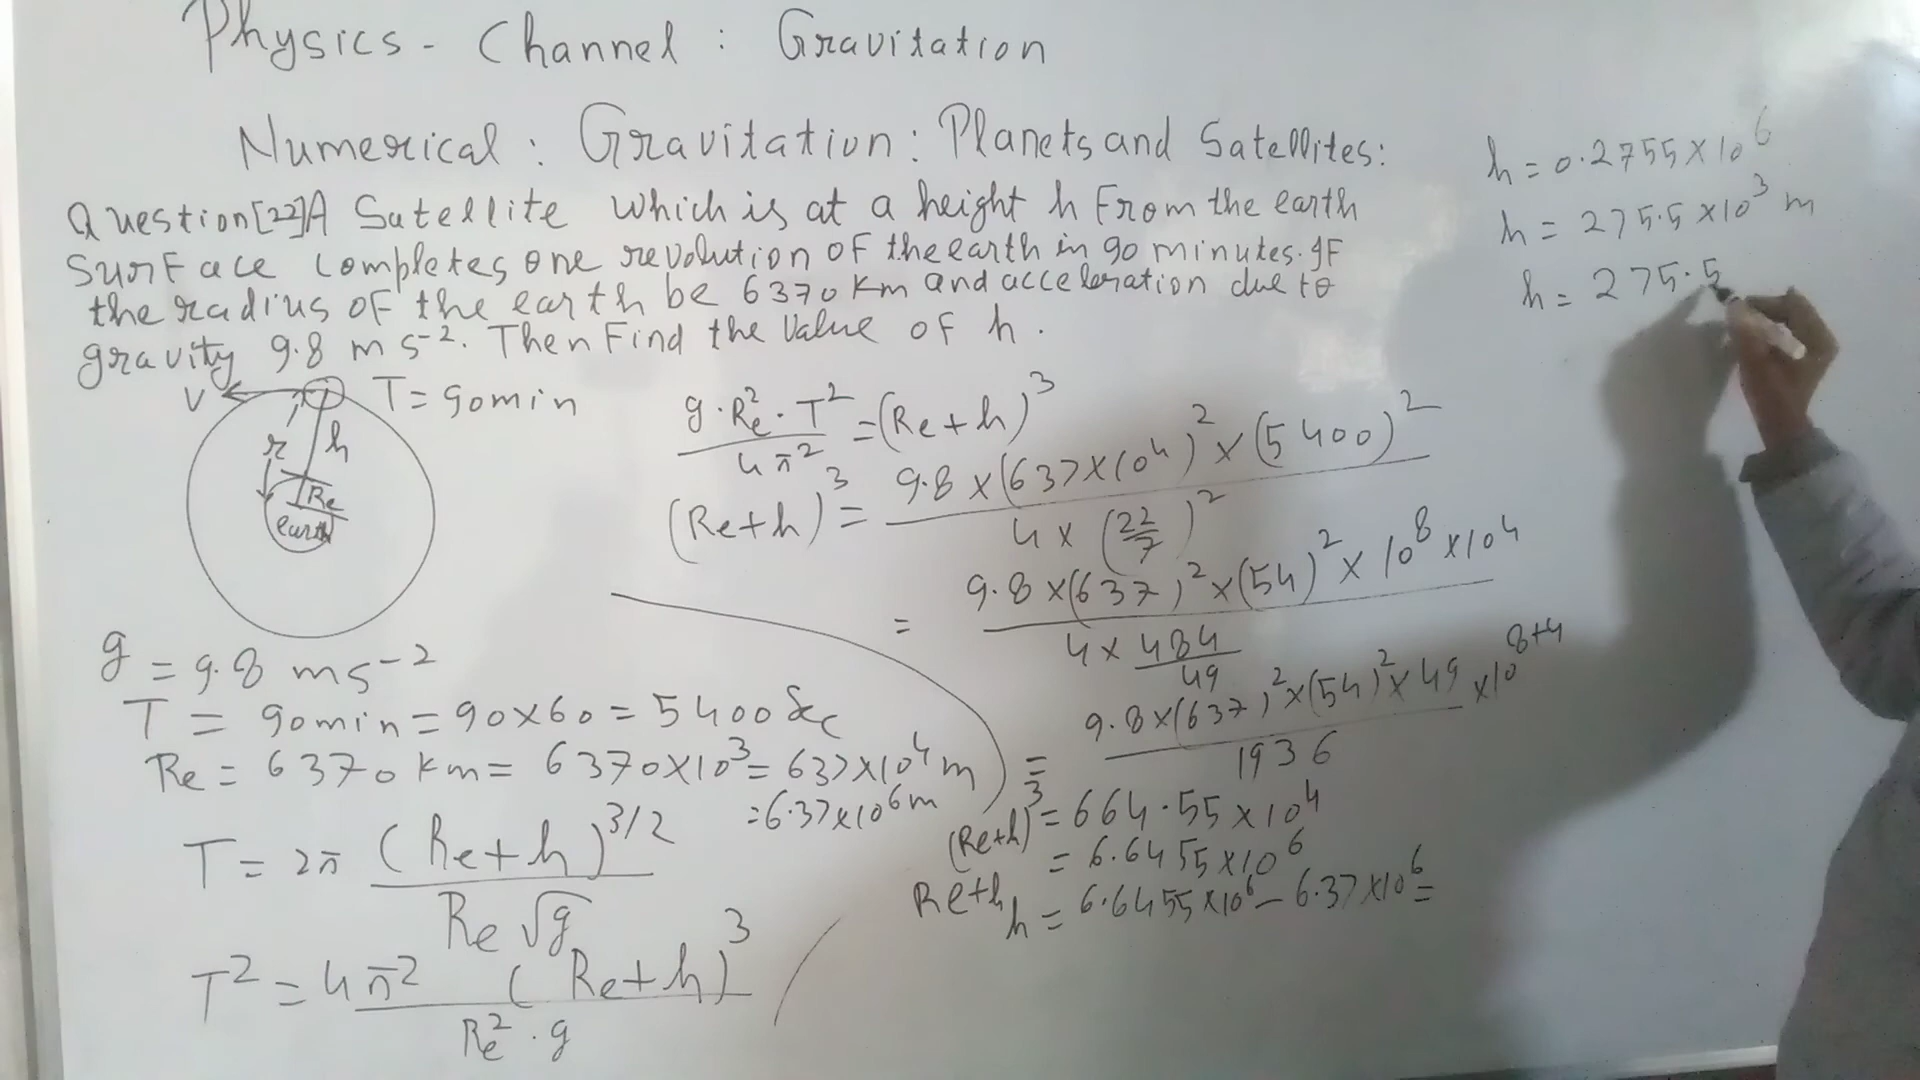 Physics - Channel : Gravitation
Numerical : Gravitation : Planets and Satellites:
Question[22]A Satellite which is at a height h From the earth
SurFace completes one revolution of the earth in 90 minutes. IF
the radius of the earth be 6370 Km and acceleration due to
gravity 9.8 m s⁻². Then Find the Value of h .
V T = 90min
r h
Re
earth
g = 9.8 ms⁻²
T = 90min = 90×60 = 5400 Sec
Re = 6370 Km = 6370×10³ = 637×10⁴ m
= 6.37×10⁶ m
T = 2π (Re+h)^3/2 / Re √g
T² = 4π² (Re+h)³ / Re² . g
g . Re² . T² / 4π² = (Re+h)³
(Re+h)³ = 9.8 × (637×10⁴)² × (5400)² / 4 × (22/7)²
= 9.8 × (637)² × (54)² × 10⁸ × 10⁴ / 4 × 484/49
= 9.8×(637)²×(54)²×49 ×10⁸⁺⁴ / 1936
(Re+h)³ = 664.55 × 10⁴
= 6.6455×10⁶
Re+h
h = 6.6455×10⁶ – 6.37×10⁶ =
h = 0.2755×10⁶
h = 275.5 ×10³ m
h = 275.5